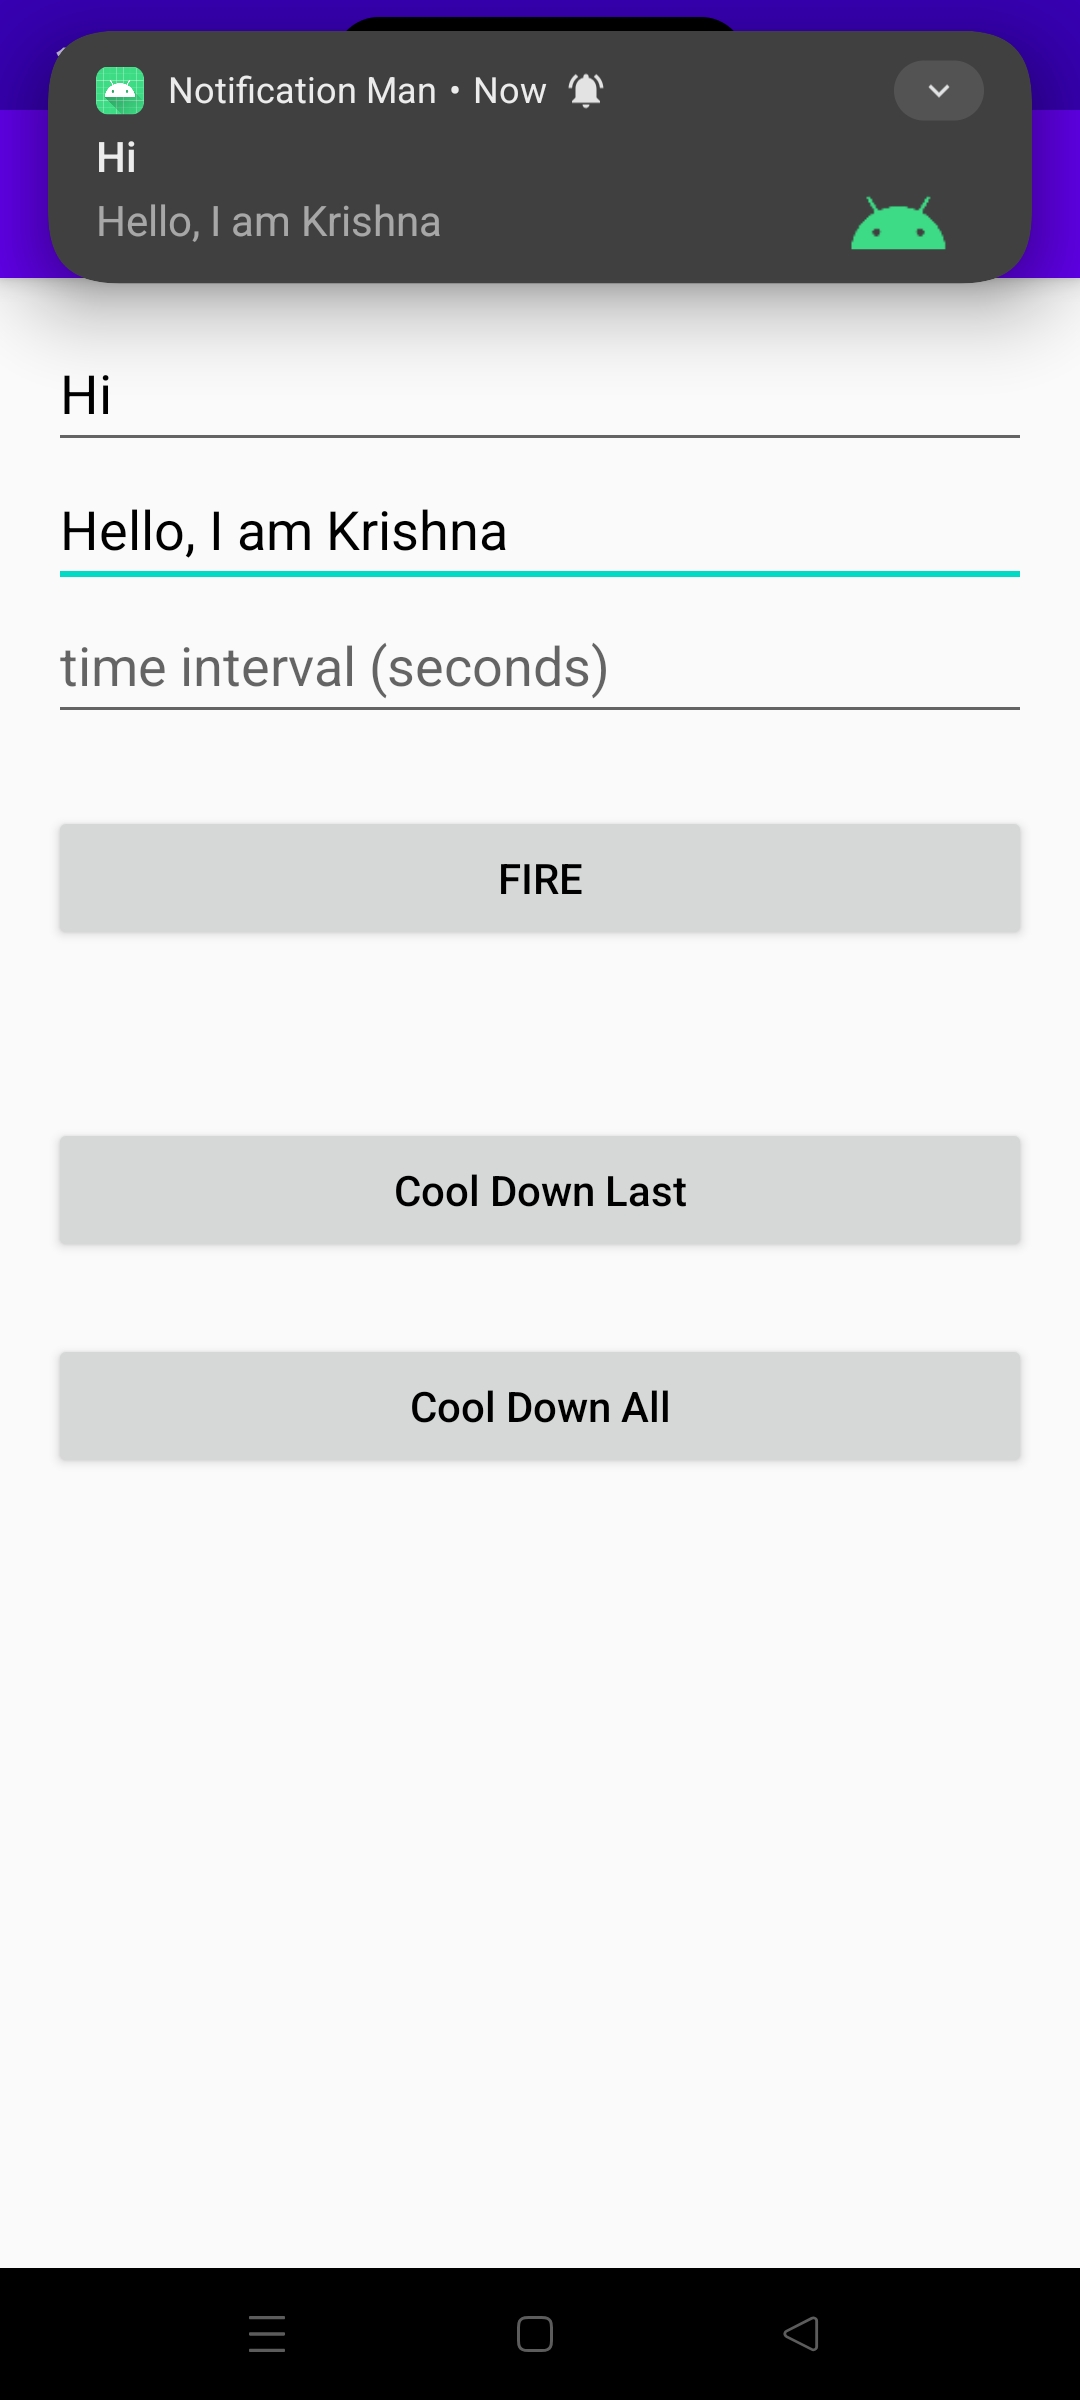 Notification Man • Now
Hi
Hello, I am Krishna
Hi
Hello, I am Krishna
time interval (seconds)
FIRE
Cool Down Last
Cool Down All